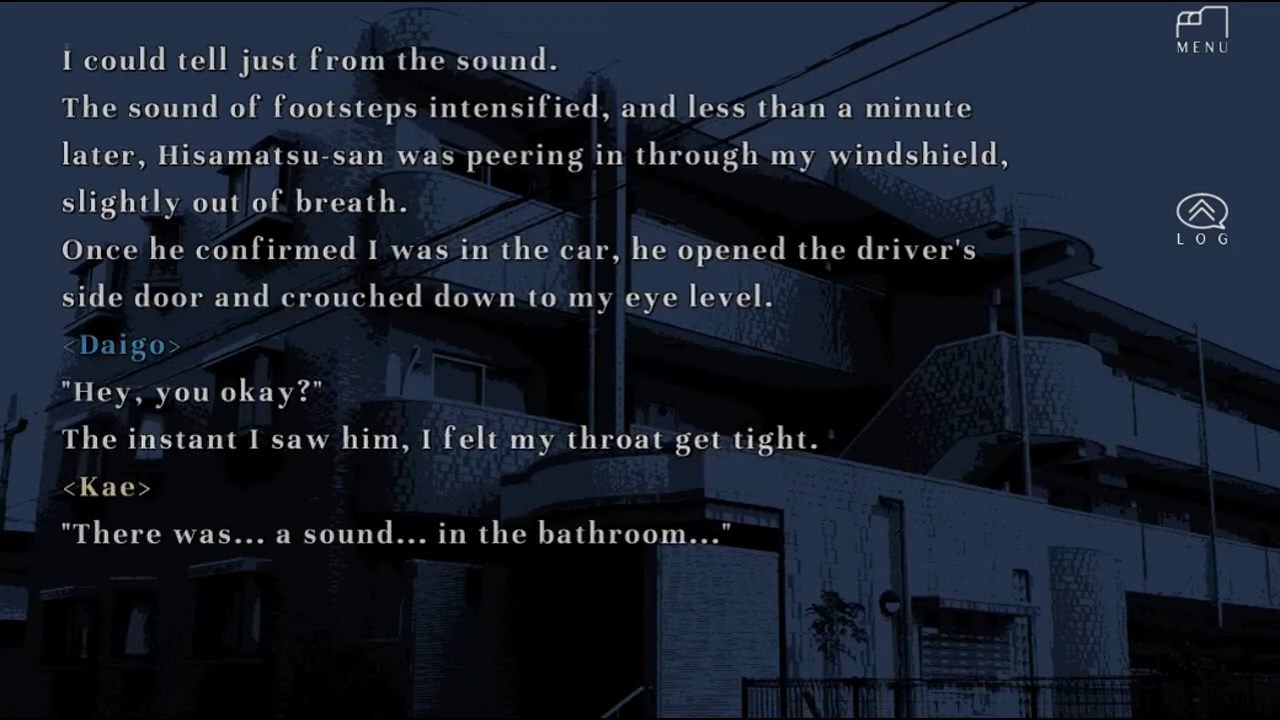 I could tell just from the sound.
The sound of footsteps intensified, and less than a minute
later, Hisamatsu-san was peering in through my windshield,
slightly out of breath.
Once he confirmed I was in the car, he opened the driver's
side door and crouched down to my eye level.
<Daigo>
"Hey, you okay?"
The instant I saw him, I felt my throat get tight.
<Kae>
"There was... a sound... in the bathroom..."
MENU
LOG